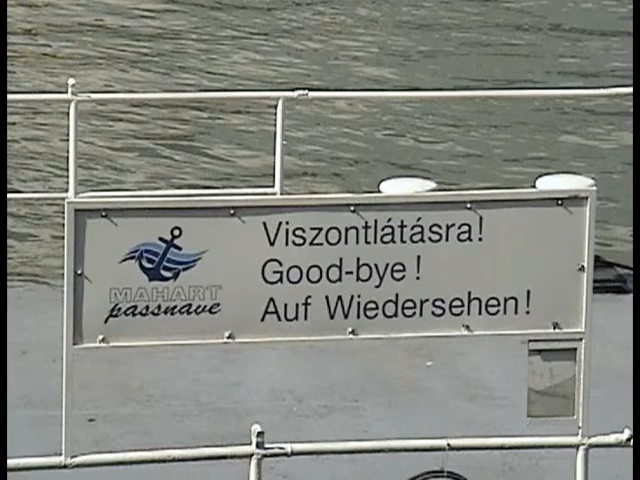 Viszontlátásra!
Good-bye!
Auf Wiedersehen!
MAHART
passnave